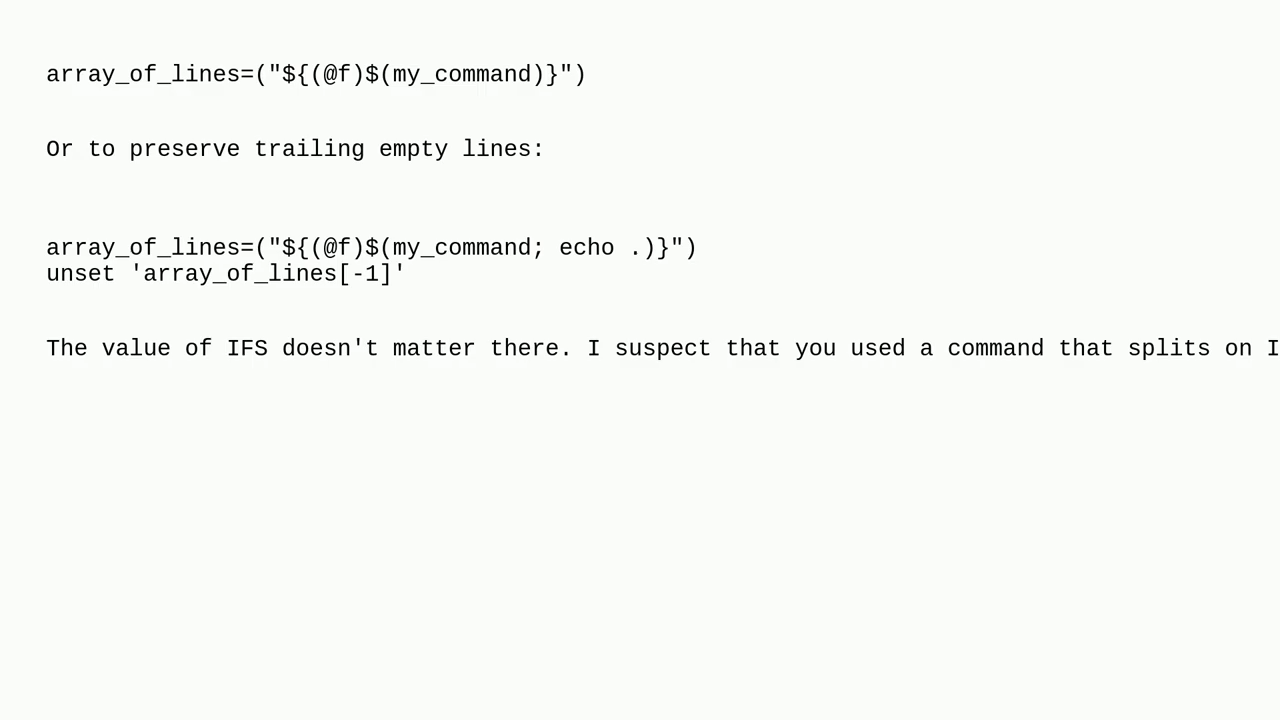 array_of_lines=("${(@f)$(my_command)}")
Or to preserve trailing empty lines:
array_of_lines=("${(@f)$(my_command; echo .)}")
unset 'array_of_lines[-1]'
The value of IFS doesn't matter there. I suspect that you used a command that splits on I